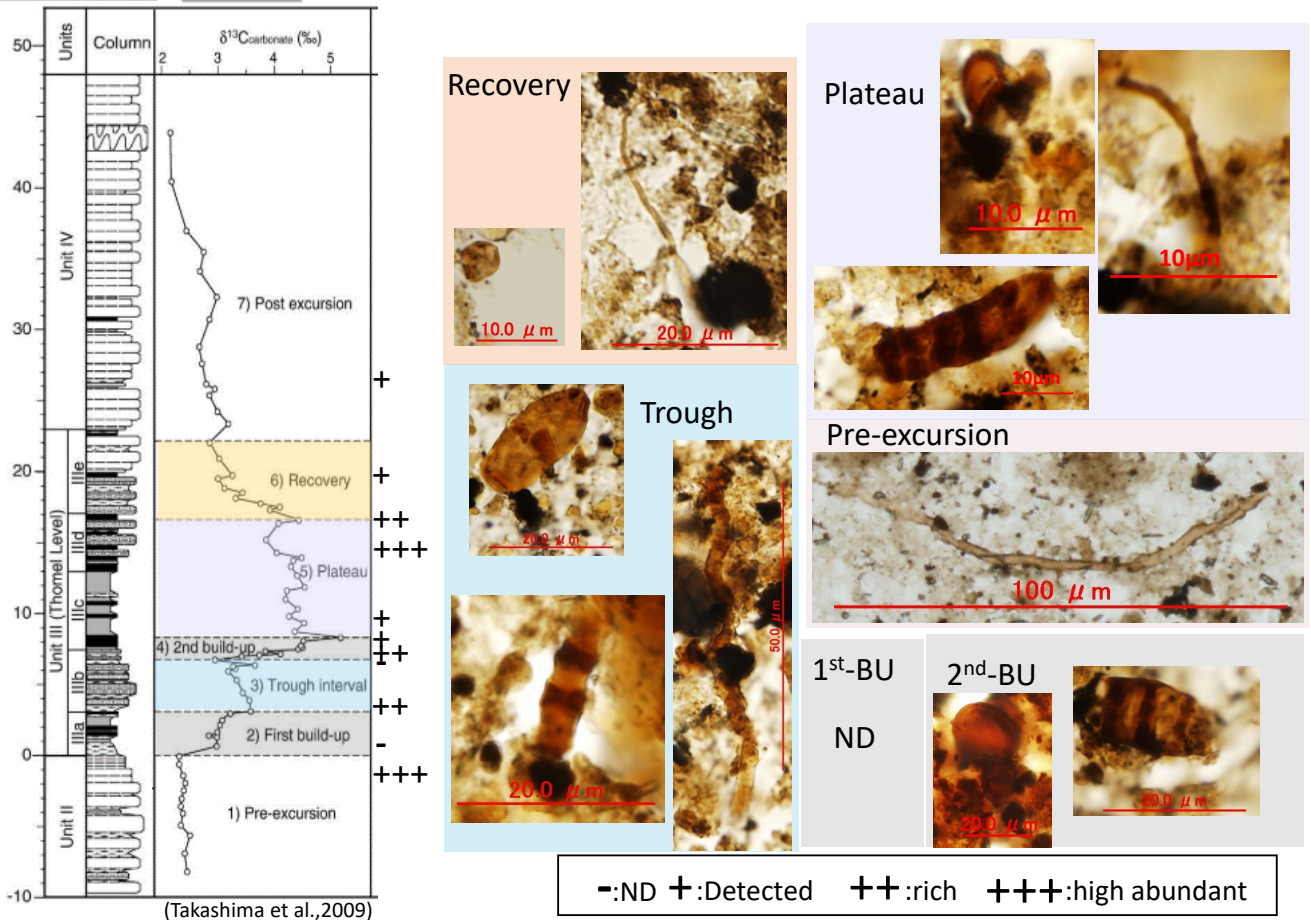 Units
Column
δ13Ccarbonate (‰)
2 3 4 5
50
40
30
20
10
0
-10
Unit IV
Unit III (Thomel Level)
IIIe
IIId
IIIc
IIIb
IIIa
Unit II
7) Post excursion
6) Recovery
5) Plateau
4) 2nd build-up
3) Trough interval
2) First build-up
1) Pre-excursion
+
+
++
+++
+
-
++
-
++
-
+++
(Takashima et al.,2009)
Recovery
10.0 μm
20.0 μm
Plateau
10.0 μm
10μm
10μm
Trough
20.0 μm
20.0 μm
50.0 μm
Pre-excursion
100 μm
1st-BU
ND
2nd-BU
20.0 μm
20.0 μm
-:ND +:Detected ++:rich +++:high abundant